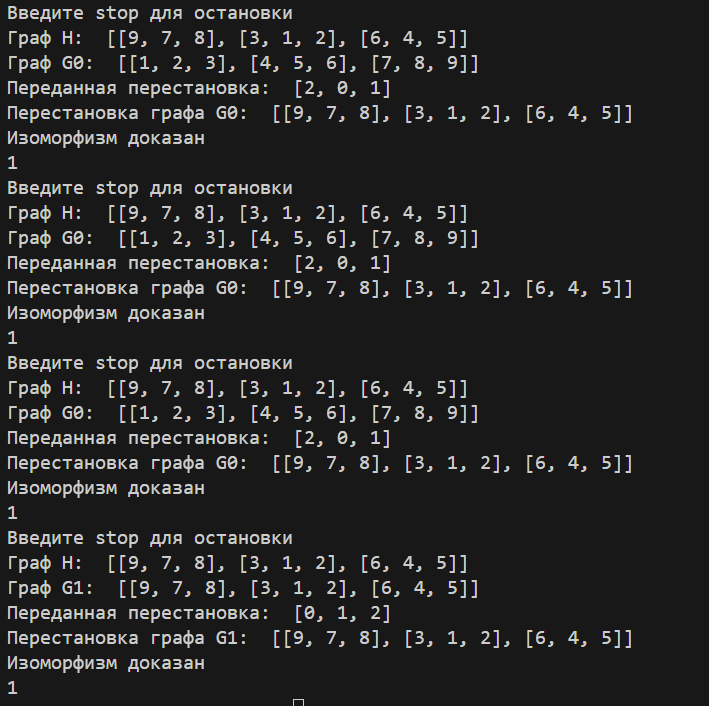 Введите stop для остановки
Граф H:  [[9, 7, 8], [3, 1, 2], [6, 4, 5]]
Граф G0:  [[1, 2, 3], [4, 5, 6], [7, 8, 9]]
Переданная перестановка:  [2, 0, 1]
Перестановка графа G0:  [[9, 7, 8], [3, 1, 2], [6, 4, 5]]
Изоморфизм доказан
1
Введите stop для остановки
Граф H:  [[9, 7, 8], [3, 1, 2], [6, 4, 5]]
Граф G0:  [[1, 2, 3], [4, 5, 6], [7, 8, 9]]
Переданная перестановка:  [2, 0, 1]
Перестановка графа G0:  [[9, 7, 8], [3, 1, 2], [6, 4, 5]]
Изоморфизм доказан
1
Введите stop для остановки
Граф H:  [[9, 7, 8], [3, 1, 2], [6, 4, 5]]
Граф G0:  [[1, 2, 3], [4, 5, 6], [7, 8, 9]]
Переданная перестановка:  [2, 0, 1]
Перестановка графа G0:  [[9, 7, 8], [3, 1, 2], [6, 4, 5]]
Изоморфизм доказан
1
Введите stop для остановки
Граф H:  [[9, 7, 8], [3, 1, 2], [6, 4, 5]]
Граф G1:  [[9, 7, 8], [3, 1, 2], [6, 4, 5]]
Переданная перестановка:  [0, 1, 2]
Перестановка графа G1:  [[9, 7, 8], [3, 1, 2], [6, 4, 5]]
Изоморфизм доказан
1